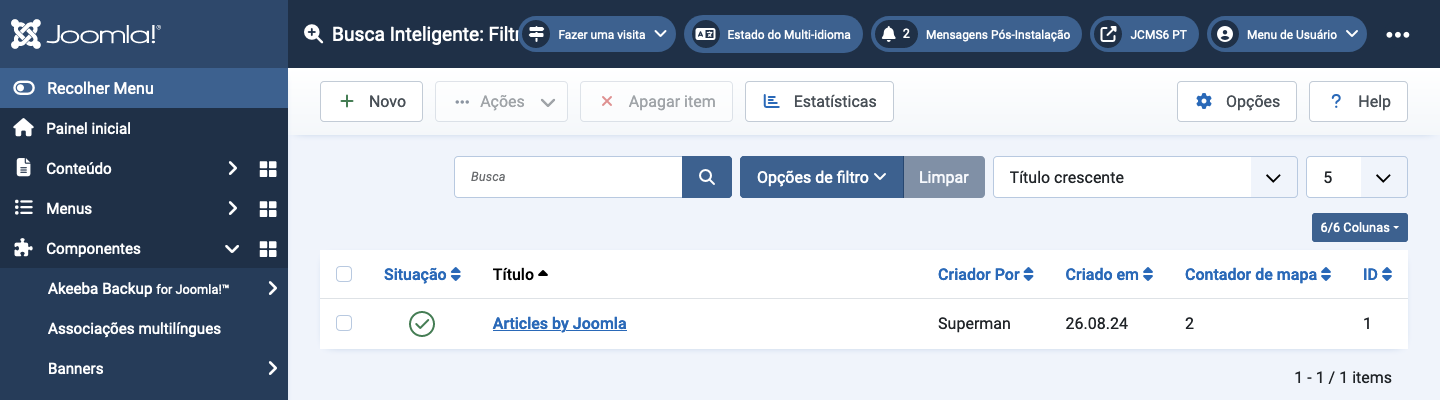 Joomla!®
Busca Inteligente: Filtr
Fazer uma visita
Estado do Multi-idioma
2 Mensagens Pós-Instalação
JCMS6 PT
Menu de Usuário
Recolher Menu
Painel inicial
Conteúdo
Menus
Componentes
Akeeba Backup for Joomla!™
Associações multilíngues
Banners
Novo
Ações
Apagar item
Estatísticas
Opções
? Help
Busca
Opções de filtro
Limpar
Título crescente
5
6/6 Colunas
Situação Título Criador Por Criado em Contador de mapa ID
Articles by Joomla Superman 26.08.24 2 1
1 - 1 / 1 items